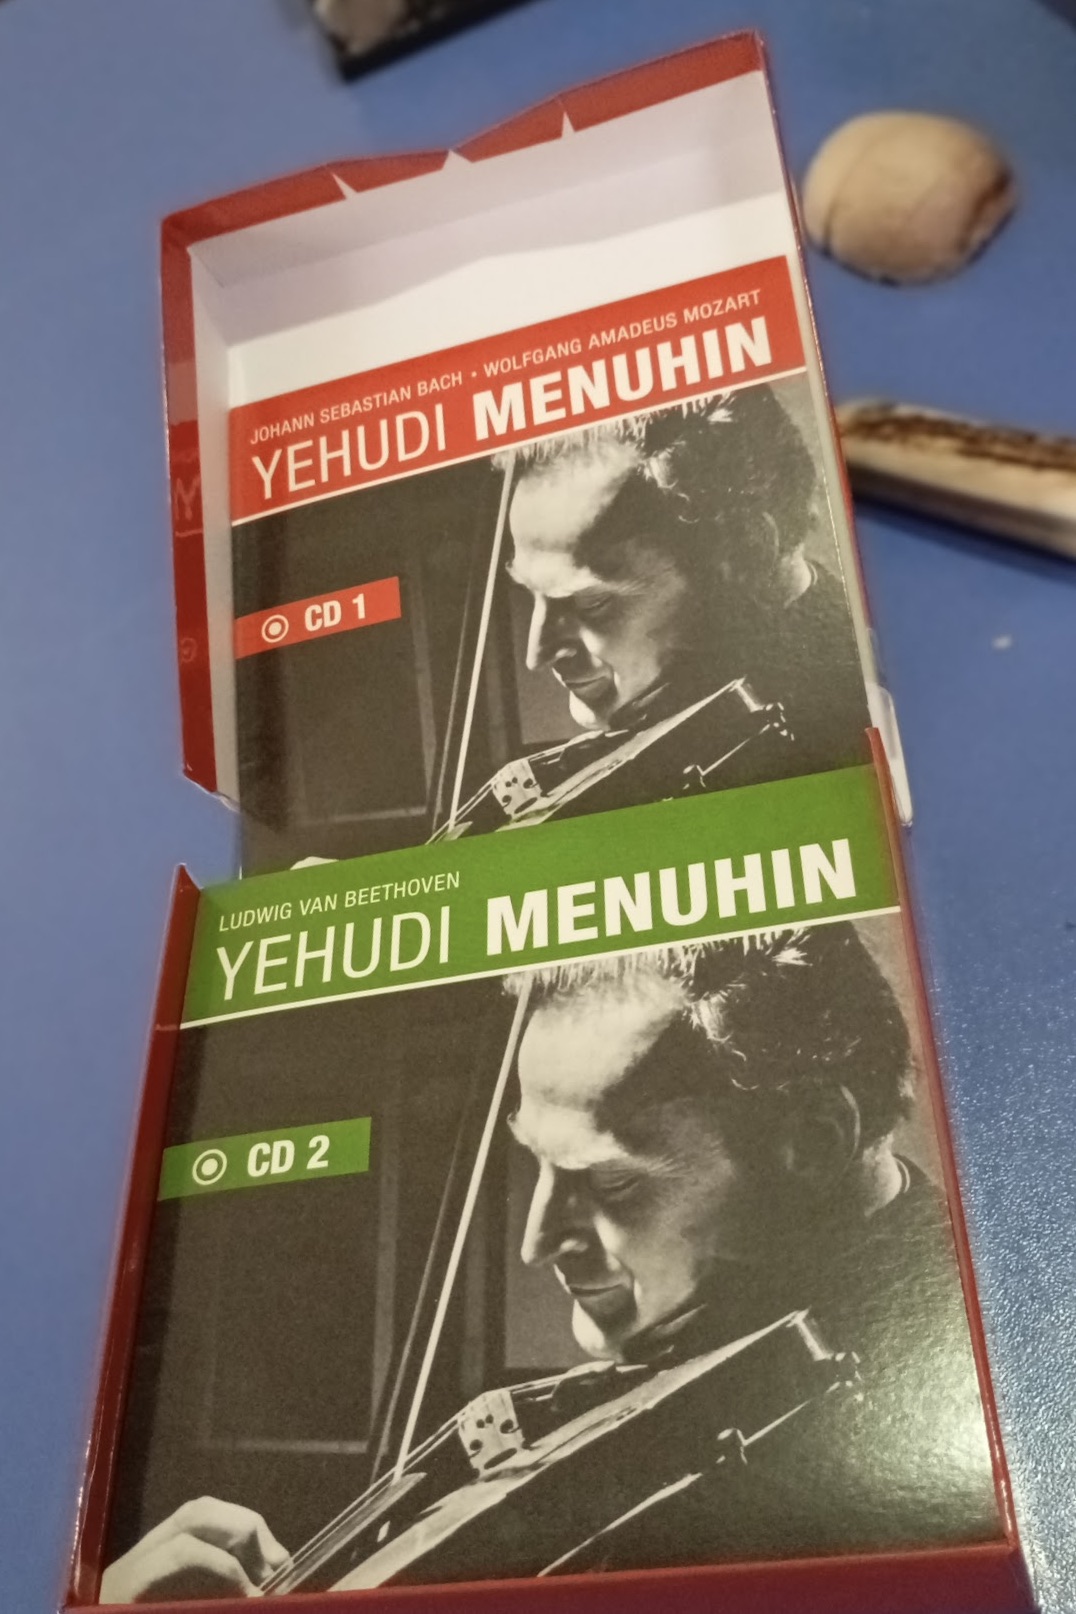 JOHANN SEBASTIAN BACH • WOLFGANG AMADEUS MOZART
YEHUDI MENUHIN
CD 1
LUDWIG VAN BEETHOVEN
YEHUDI MENUHIN
CD 2